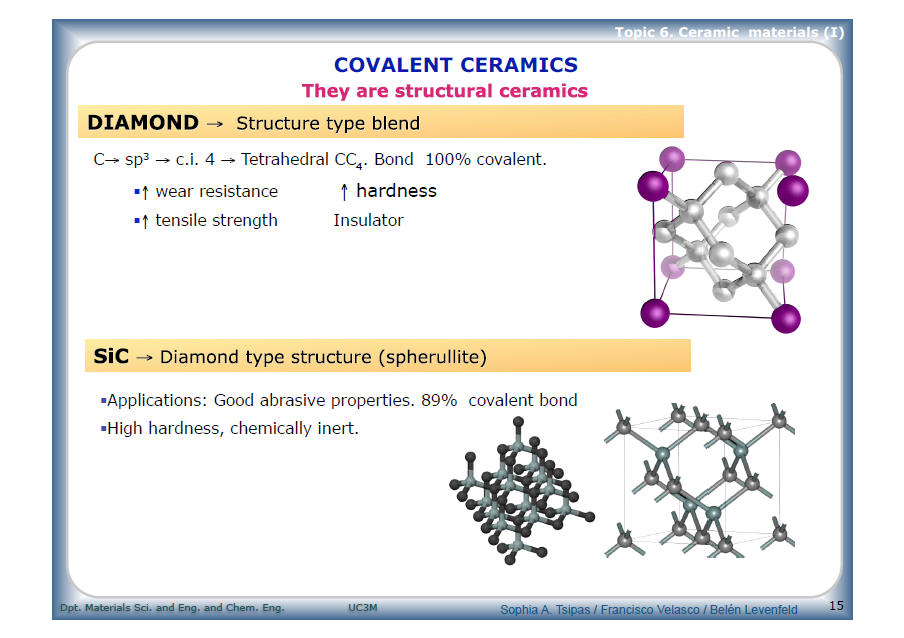 Topic 6. Ceramic materials (I)
COVALENT CERAMICS
They are structural ceramics
DIAMOND → Structure type blend
C→ sp³ → c.i. 4 → Tetrahedral CC₄. Bond 100% covalent.
▪↑ wear resistance ↑ hardness
▪↑ tensile strength Insulator
SiC → Diamond type structure (spherullite)
▪Applications: Good abrasive properties. 89% covalent bond
▪High hardness, chemically inert.
Dpt. Materials Sci. and Eng. and Chem. Eng. UC3M Sophia A. Tsipas / Francisco Velasco / Belén Levenfeld 15